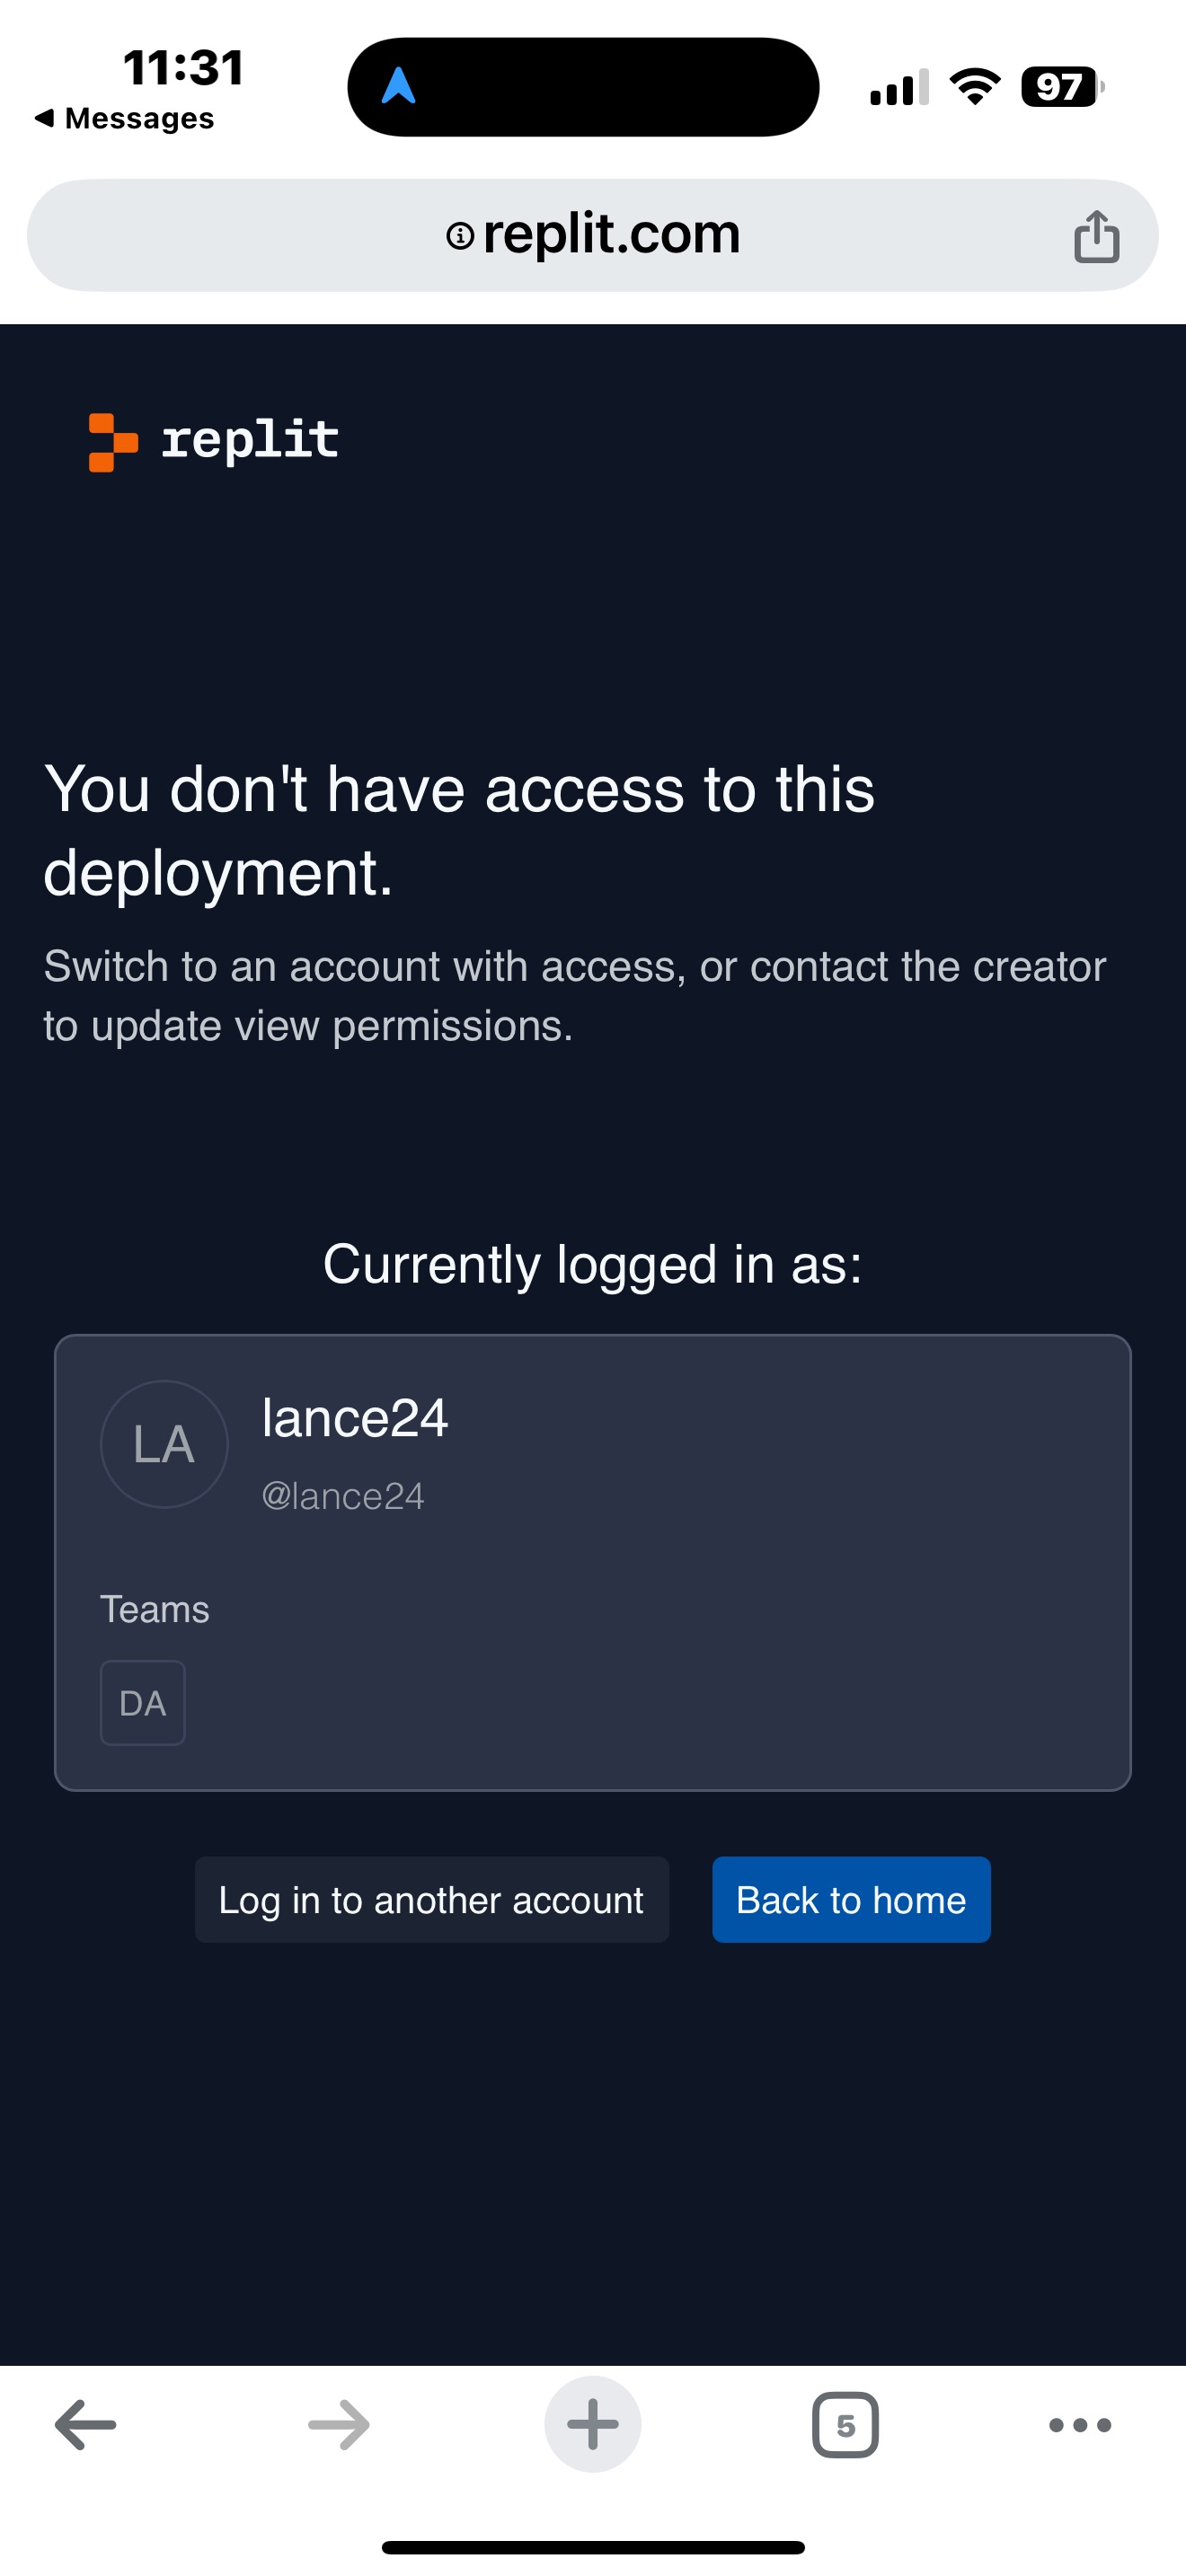 11:31
97
◀ Messages
replit.com
replit
You don't have access to this
deployment.
Switch to an account with access, or contact the creator
to update view permissions.
Currently logged in as:
LA
lance24
@lance24
Teams
DA
Log in to another account
Back to home
5